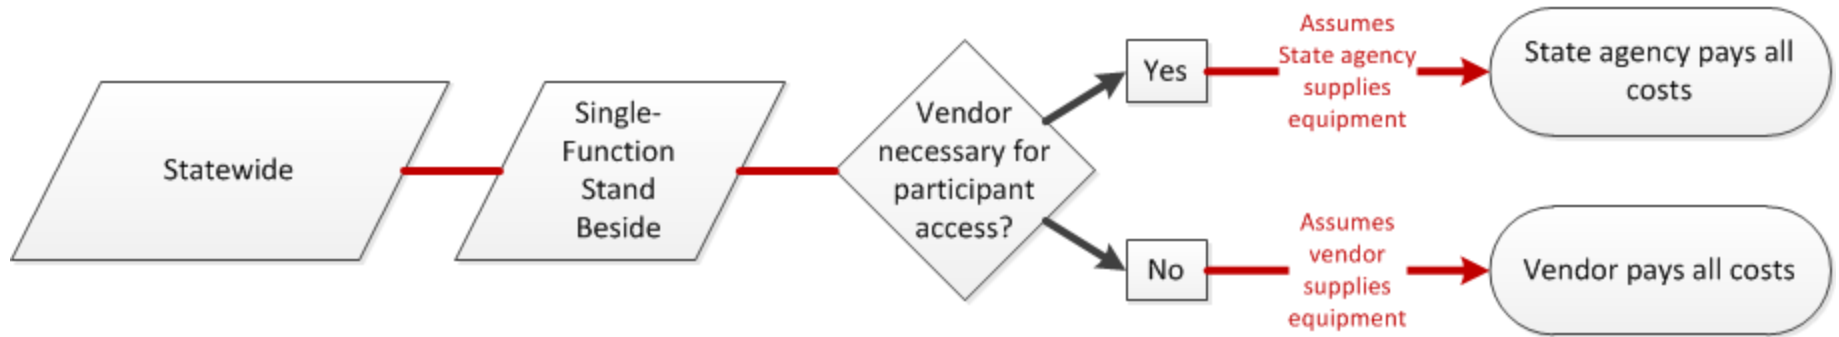 Statewide
Single-
Function
Stand
Beside
Vendor
necessary for
participant
access?
Yes
Assumes
State agency
supplies
equipment
State agency pays all
costs
No
Assumes
vendor
supplies
equipment
Vendor pays all costs